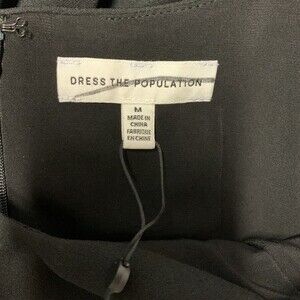 DRESS THE POPULATION
M
MADE IN
CHINA
FABRIQUÉ
EN CHINE